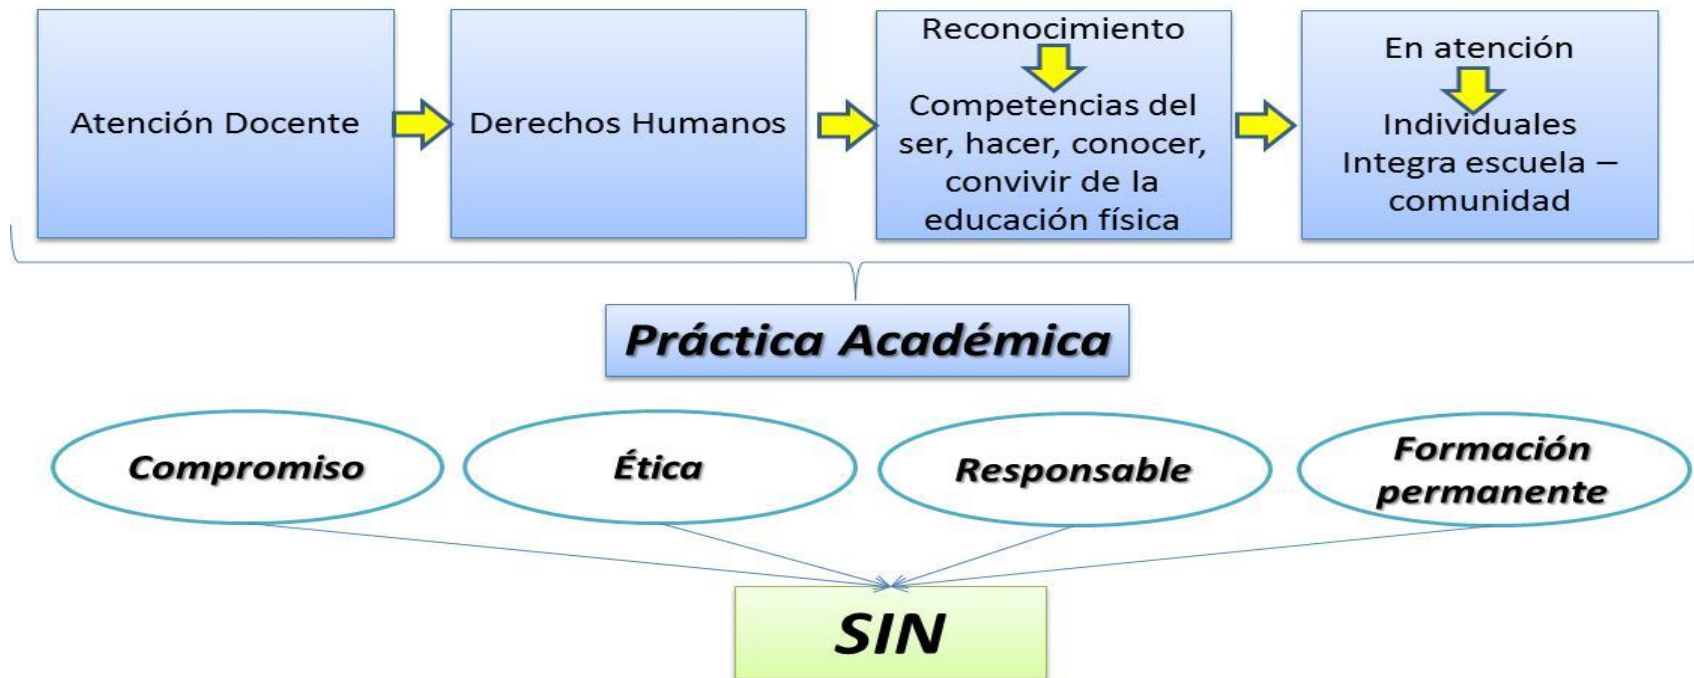 Atención Docente
Derechos Humanos
Reconocimiento
Competencias del
ser, hacer, conocer,
convivir de la
educación física
En atención
Individuales
Integra escuela –
comunidad
Práctica Académica
Compromiso
Ética
Responsable
Formación
permanente
SIN